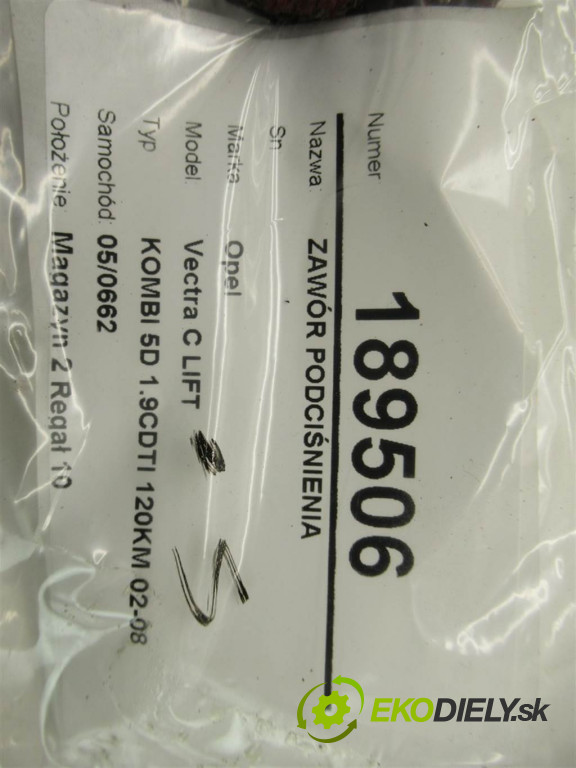 Numer 189506
Nazwa: ZAWÓR PODCIŚNIENIA
Sn
Marka Opel
Model: Vectra C LIFT
Typ KOMBI 5D 1.9CDTI 120KM 02-08
Samochód: 05/0662
Położenie: Magazyn 2 Regał 10
5
EKODIELY.sk